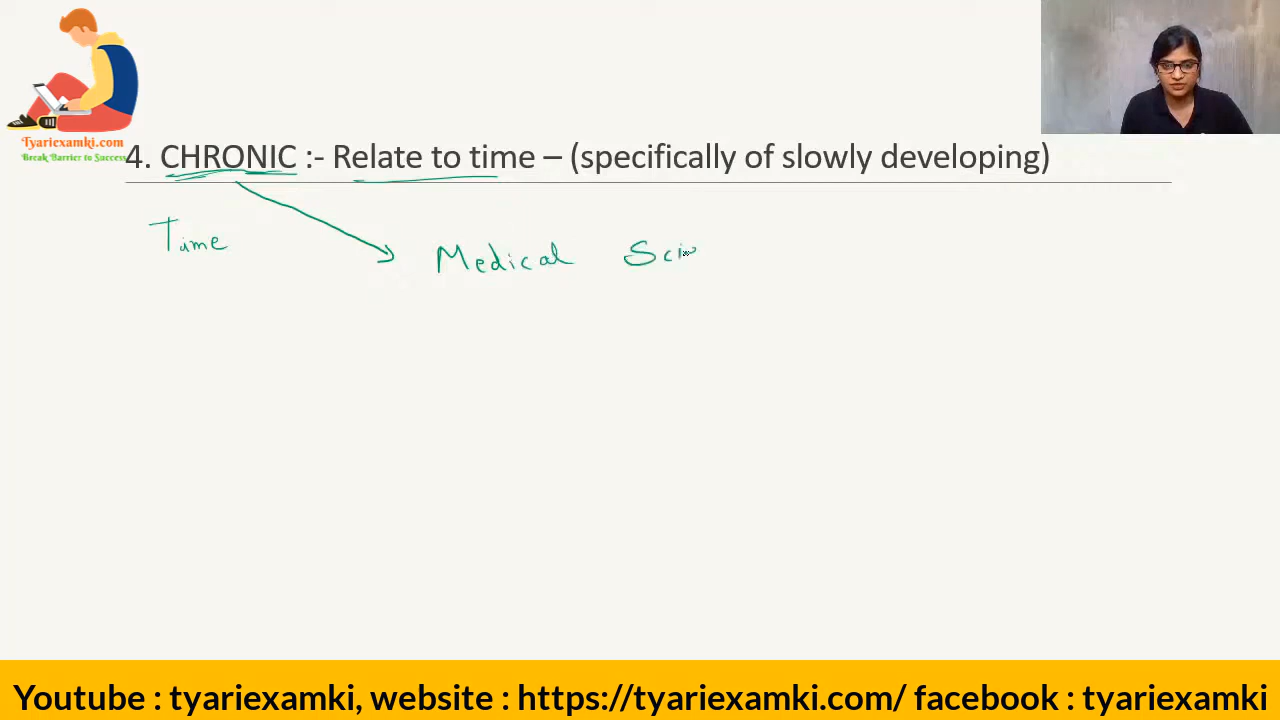 Tyariexamki.com
Break Barrier to Success
4. CHRONIC :- Relate to time – (specifically of slowly developing)
Time
Medical Sci
Youtube : tyariexamki, website : https://tyariexamki.com/ facebook : tyariexamki